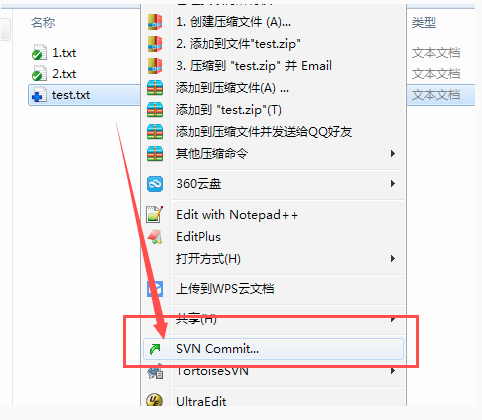 名称
类型
1.txt
文本文档
2.txt
文本文档
test.txt
文本文档
1. 创建压缩文件 (A)...
2. 添加到文件"test.zip"
3. 压缩到 "test.zip" 并 Email
添加到压缩文件(A) ...
添加到 "test.zip"(T)
添加到压缩文件并发送给QQ好友
其他压缩命令
360云盘
Edit with Notepad++
EditPlus
打开方式(H)
上传到WPS云文档
共享(H)
SVN Commit...
TortoiseSVN
UltraEdit